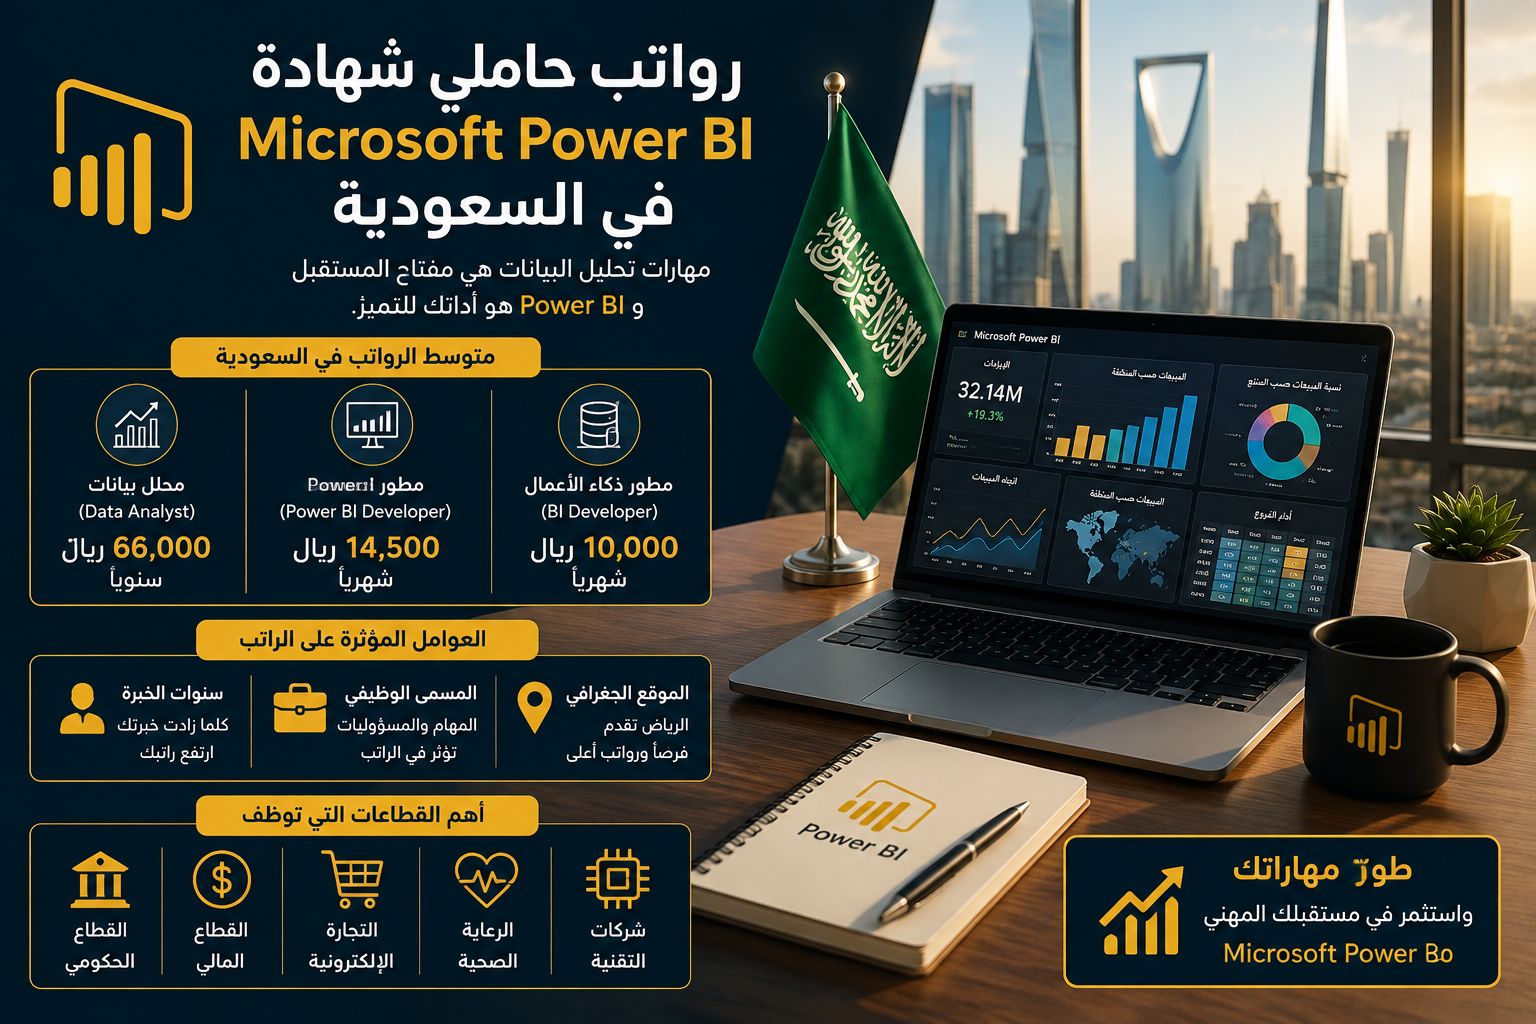 رواتب حاملي شهادة
Microsoft Power BI
في السعودية
مهارات تحليل البيانات هي مفتاح المستقبل
و Power BI هو أداتك للتميز.
متوسط الرواتب في السعودية
مطور ذكاء الأعمال
(BI Developer)
10,000 ريال
شهرياً
مطور
(Power BI Developer)
14,500 ريال
شهرياً
محلل بيانات
(Data Analyst)
66,000 ريال
سنوياً
العوامل المؤثرة على الراتب
الموقع الجغرافي
الرياض تقدم
فرصاً ورواتب أعلى
المسمى الوظيفي
المهام والمسؤوليات
تؤثر في الراتب
سنوات الخبرة
كلما زادت خبرتك
ارتفع راتبك
أهم القطاعات التي توظف
شركات
التقنية
الرعاية
الصحية
التجارة
الإلكترونية
القطاع
المالي
القطاع
الحكومي
Microsoft Power BI
32.14M
+19.3%
المبيعات حسب المنطقة
نسبة المبيعات حسب
اتجاه المبيعات
المبيعات حسب المنطقة
أداء الفروع
Power BI
طور مهاراتك
واستثمر في مستقبلك المهني
Microsoft Power